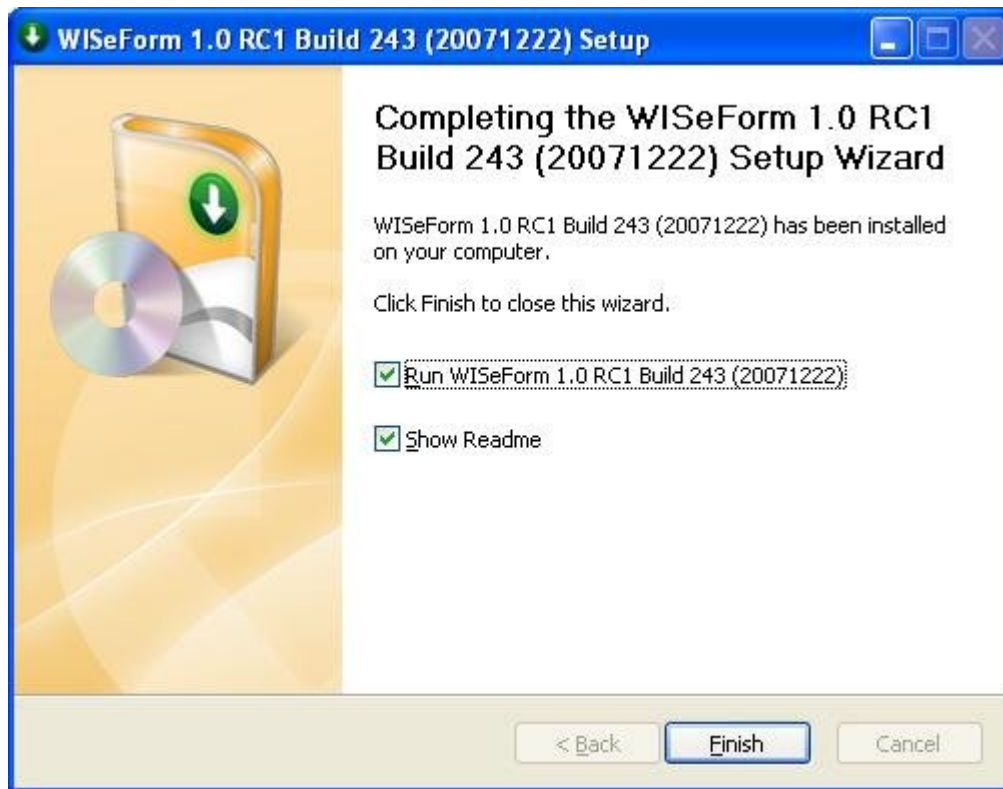 WISeForm 1.0 RC1 Build 243 (20071222) Setup
Completing the WISeForm 1.0 RC1
Build 243 (20071222) Setup Wizard
WISeForm 1.0 RC1 Build 243 (20071222) has been installed
on your computer.
Click Finish to close this wizard.
Run WISeForm 1.0 RC1 Build 243 (20071222)
Show Readme
< Back Finish Cancel